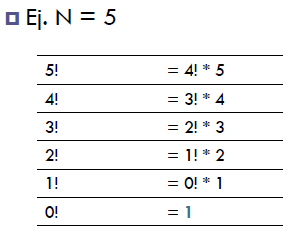 Ej. N = 5
5! = 4! * 5
4! = 3! * 4
3! = 2! * 3
2! = 1! * 2
1! = 0! * 1
0! = 1